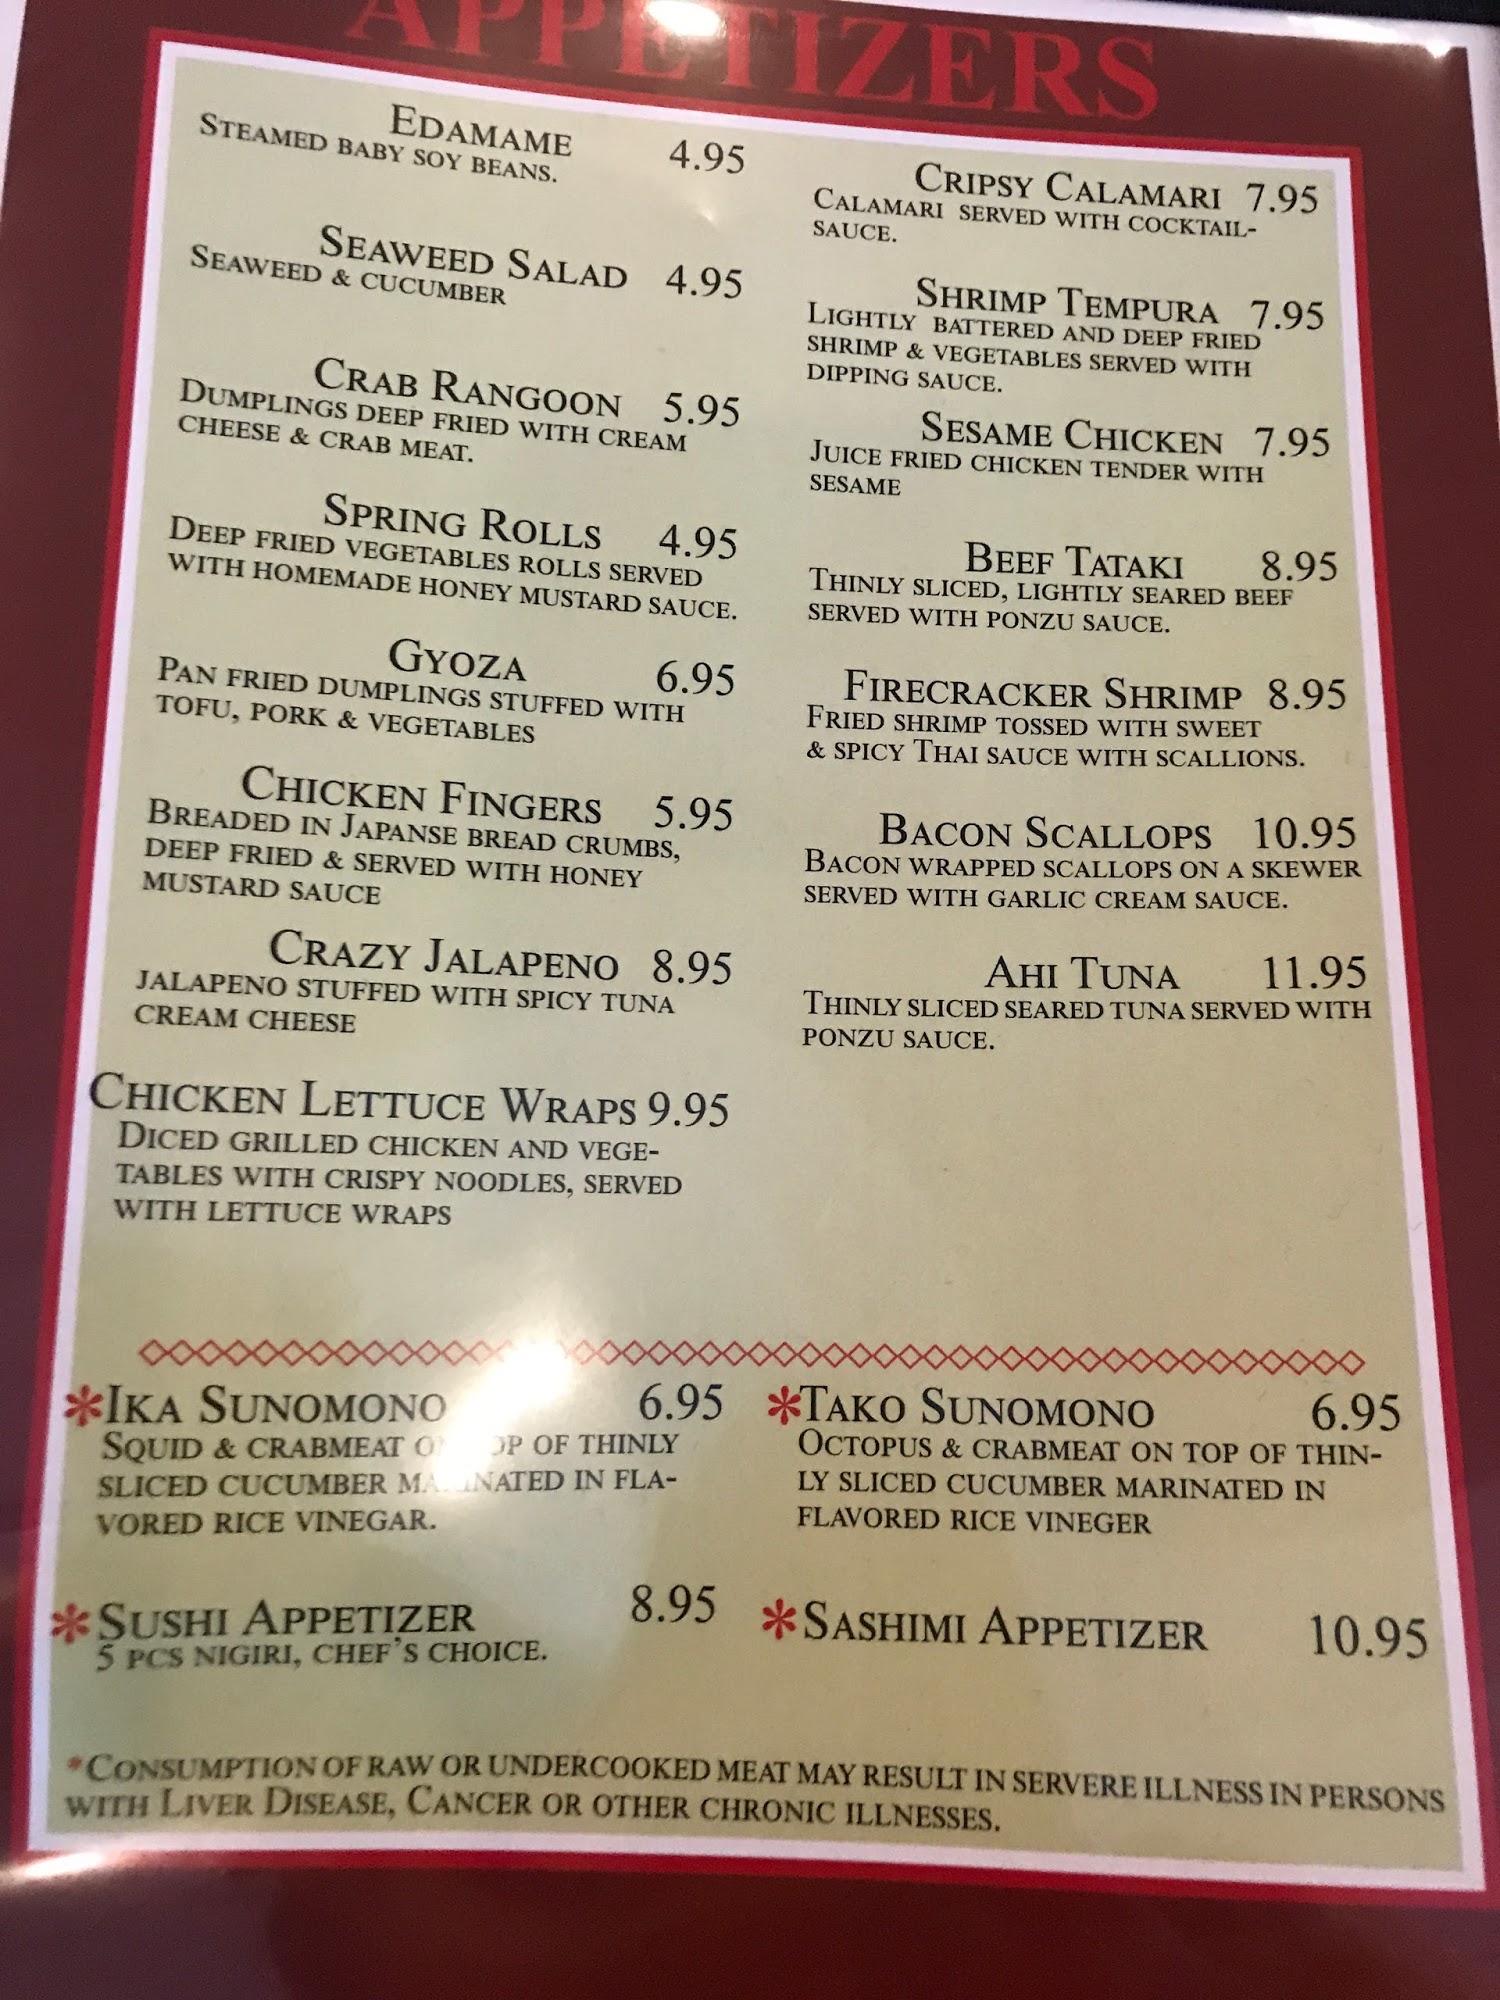 APPETIZERS
EDAMAME 4.95
STEAMED BABY SOY BEANS.
SEAWEED SALAD 4.95
SEAWEED & CUCUMBER
CRAB RANGOON 5.95
DUMPLINGS DEEP FRIED WITH CREAM
CHEESE & CRAB MEAT.
SPRING ROLLS 4.95
DEEP FRIED VEGETABLES ROLLS SERVED
WITH HOMEMADE HONEY MUSTARD SAUCE.
GYOZA 6.95
PAN FRIED DUMPLINGS STUFFED WITH
TOFU, PORK & VEGETABLES
CHICKEN FINGERS 5.95
BREADED IN JAPANSE BREAD CRUMBS,
DEEP FRIED & SERVED WITH HONEY
MUSTARD SAUCE
CRAZY JALAPENO 8.95
JALAPENO STUFFED WITH SPICY TUNA
CREAM CHEESE
CHICKEN LETTUCE WRAPS 9.95
DICED GRILLED CHICKEN AND VEGE-
TABLES WITH CRISPY NOODLES, SERVED
WITH LETTUCE WRAPS
CRIPSY CALAMARI 7.95
CALAMARI SERVED WITH COCKTAIL-
SAUCE.
SHRIMP TEMPURA 7.95
LIGHTLY BATTERED AND DEEP FRIED
SHRIMP & VEGETABLES SERVED WITH
DIPPING SAUCE.
SESAME CHICKEN 7.95
JUICE FRIED CHICKEN TENDER WITH
SESAME
BEEF TATAKI 8.95
THINLY SLICED, LIGHTLY SEARED BEEF
SERVED WITH PONZU SAUCE.
FIRECRACKER SHRIMP 8.95
FRIED SHRIMP TOSSED WITH SWEET
& SPICY THAI SAUCE WITH SCALLIONS.
BACON SCALLOPS 10.95
BACON WRAPPED SCALLOPS ON A SKEWER
SERVED WITH GARLIC CREAM SAUCE.
AHI TUNA 11.95
THINLY SLICED SEARED TUNA SERVED WITH
PONZU SAUCE.
*IKA SUNOMONO 6.95
SQUID & CRABMEAT OF THINLY
SLICED CUCUMBER MARINATED IN FLA-
VORED RICE VINEGAR.
*TAKO SUNOMONO 6.95
OCTOPUS & CRABMEAT ON TOP OF THIN-
LY SLICED CUCUMBER MARINATED IN
FLAVORED RICE VINEGER
*SUSHI APPETIZER 8.95
5 PCS NIGIRI, CHEF'S CHOICE.
*SASHIMI APPETIZER 10.95
*CONSUMPTION OF RAW OR UNDERCOOKED MEAT MAY RESULT IN SERVERE ILLNESS IN PERSONS
WITH LIVER DISEASE, CANCER OR OTHER CHRONIC ILLNESSES.